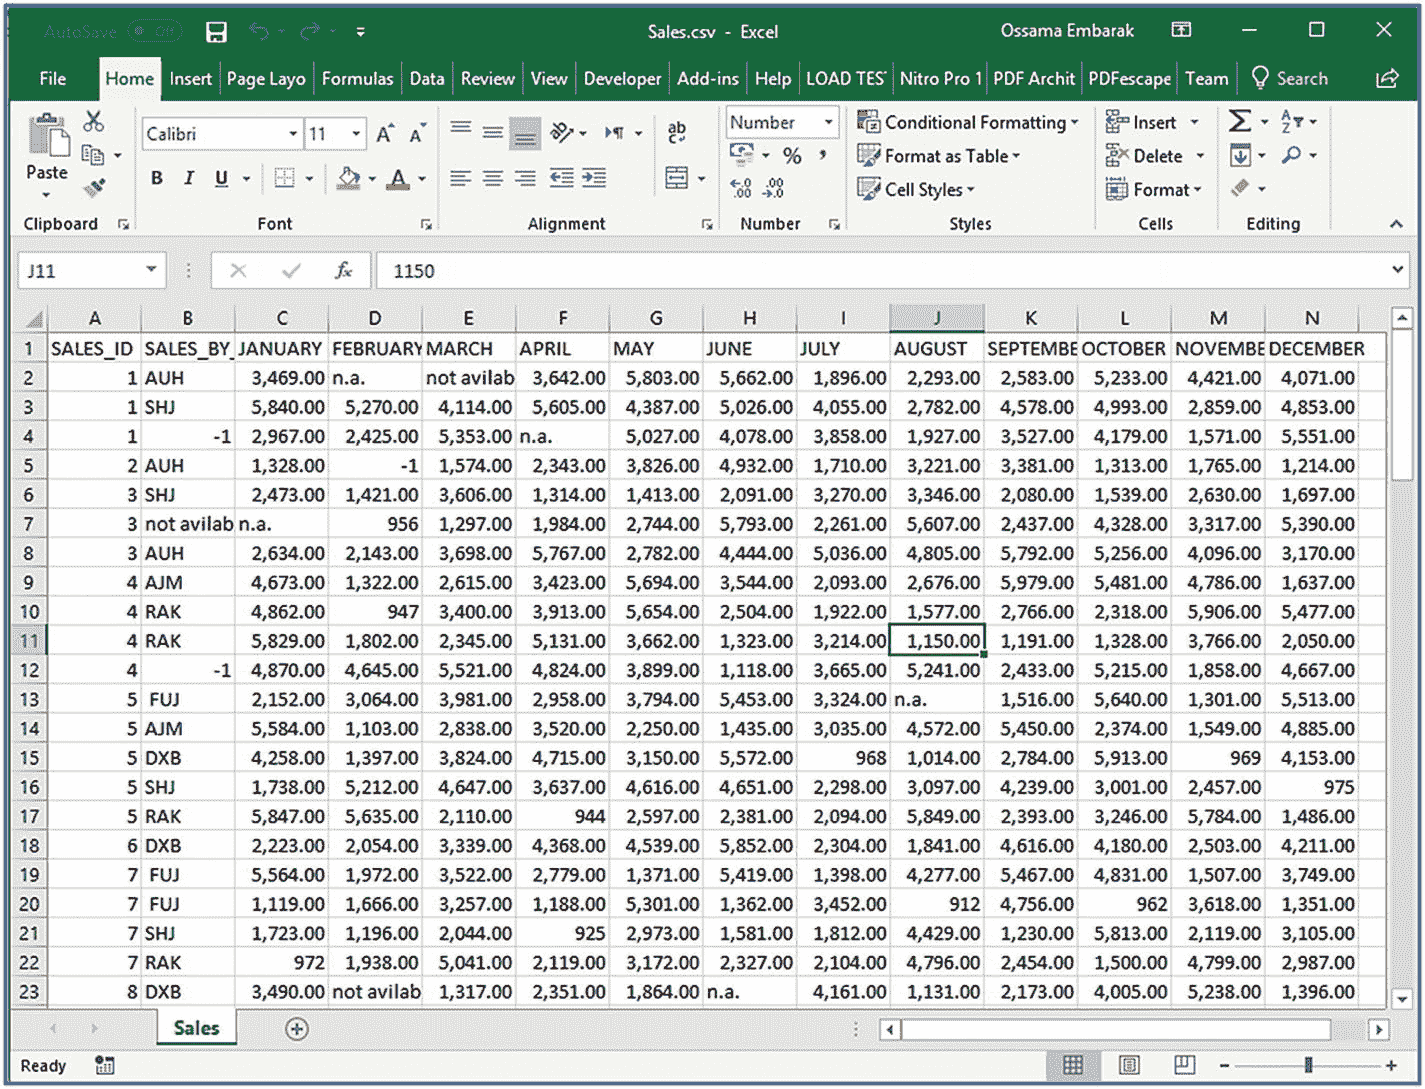 AutoSave Off Sales.csv - Excel Ossama Embarak
File Home Insert Page Layo Formulas Data Review View Developer Add-ins Help LOAD TES Nitro Pro 1 PDF Archit PDFescape Team Search
Calibri 11 A A ab Number Conditional Formatting Insert Σ A Z
Paste B I U A % , Format as Table Delete
.00 .00 Cell Styles Format
Clipboard Font Alignment Number Styles Cells Editing
J11 fx 1150
A B C D E F G H I J K L M N
1 SALES_ID SALES_BY_ JANUARY FEBRUARY MARCH APRIL MAY JUNE JULY AUGUST SEPTEMBE OCTOBER NOVEMBE DECEMBER
2 1 AUH 3,469.00 n.a. not avilab 3,642.00 5,803.00 5,662.00 1,896.00 2,293.00 2,583.00 5,233.00 4,421.00 4,071.00
3 1 SHJ 5,840.00 5,270.00 4,114.00 5,605.00 4,387.00 5,026.00 4,055.00 2,782.00 4,578.00 4,993.00 2,859.00 4,853.00
4 1 -1 2,967.00 2,425.00 5,353.00 n.a. 5,027.00 4,078.00 3,858.00 1,927.00 3,527.00 4,179.00 1,571.00 5,551.00
5 2 AUH 1,328.00 -1 1,574.00 2,343.00 3,826.00 4,932.00 1,710.00 3,221.00 3,381.00 1,313.00 1,765.00 1,214.00
6 3 SHJ 2,473.00 1,421.00 3,606.00 1,314.00 1,413.00 2,091.00 3,270.00 3,346.00 2,080.00 1,539.00 2,630.00 1,697.00
7 3 not avilab n.a. 956 1,297.00 1,984.00 2,744.00 5,793.00 2,261.00 5,607.00 2,437.00 4,328.00 3,317.00 5,390.00
8 3 AUH 2,634.00 2,143.00 3,698.00 5,767.00 2,782.00 4,444.00 5,036.00 4,805.00 5,792.00 5,256.00 4,096.00 3,170.00
9 4 AJM 4,673.00 1,322.00 2,615.00 3,423.00 5,694.00 3,544.00 2,093.00 2,676.00 5,979.00 5,481.00 4,786.00 1,637.00
10 4 RAK 4,862.00 947 3,400.00 3,913.00 5,654.00 2,504.00 1,922.00 1,577.00 2,766.00 2,318.00 5,906.00 5,477.00
11 4 RAK 5,829.00 1,802.00 2,345.00 5,131.00 3,662.00 1,323.00 3,214.00 1,150.00 1,191.00 1,328.00 3,766.00 2,050.00
12 4 -1 4,870.00 4,645.00 5,521.00 4,824.00 3,899.00 1,118.00 3,665.00 5,241.00 2,433.00 5,215.00 1,858.00 4,667.00
13 5 FUJ 2,152.00 3,064.00 3,981.00 2,958.00 3,794.00 5,453.00 3,324.00 n.a. 1,516.00 5,640.00 1,301.00 5,513.00
14 5 AJM 5,584.00 1,103.00 2,838.00 3,520.00 2,250.00 1,435.00 3,035.00 4,572.00 5,450.00 2,374.00 1,549.00 4,885.00
15 5 DXB 4,258.00 1,397.00 3,824.00 4,715.00 3,150.00 5,572.00 968 1,014.00 2,784.00 5,913.00 969 4,153.00
16 5 SHJ 1,738.00 5,212.00 4,647.00 3,637.00 4,616.00 4,651.00 2,298.00 3,097.00 4,239.00 3,001.00 2,457.00 975
17 5 RAK 5,847.00 5,635.00 2,110.00 944 2,597.00 2,381.00 2,094.00 5,849.00 2,393.00 3,246.00 5,784.00 1,486.00
18 6 DXB 2,223.00 2,054.00 3,339.00 4,368.00 4,539.00 5,852.00 2,304.00 1,841.00 4,616.00 4,180.00 2,503.00 4,211.00
19 7 FUJ 5,564.00 1,972.00 3,522.00 2,779.00 1,371.00 5,419.00 1,398.00 4,277.00 5,467.00 4,831.00 1,507.00 3,749.00
20 7 FUJ 1,119.00 1,666.00 3,257.00 1,188.00 5,301.00 1,362.00 3,452.00 912 4,756.00 962 3,618.00 1,351.00
21 7 SHJ 1,723.00 1,196.00 2,044.00 925 2,973.00 1,581.00 1,812.00 4,429.00 1,230.00 5,813.00 2,119.00 3,105.00
22 7 RAK 972 1,938.00 5,041.00 2,119.00 3,172.00 2,327.00 2,104.00 4,796.00 2,454.00 1,500.00 4,799.00 2,987.00
23 8 DXB 3,490.00 not avilab 1,317.00 2,351.00 1,864.00 n.a. 4,161.00 1,131.00 2,173.00 4,005.00 5,238.00 1,396.00
Sales
Ready